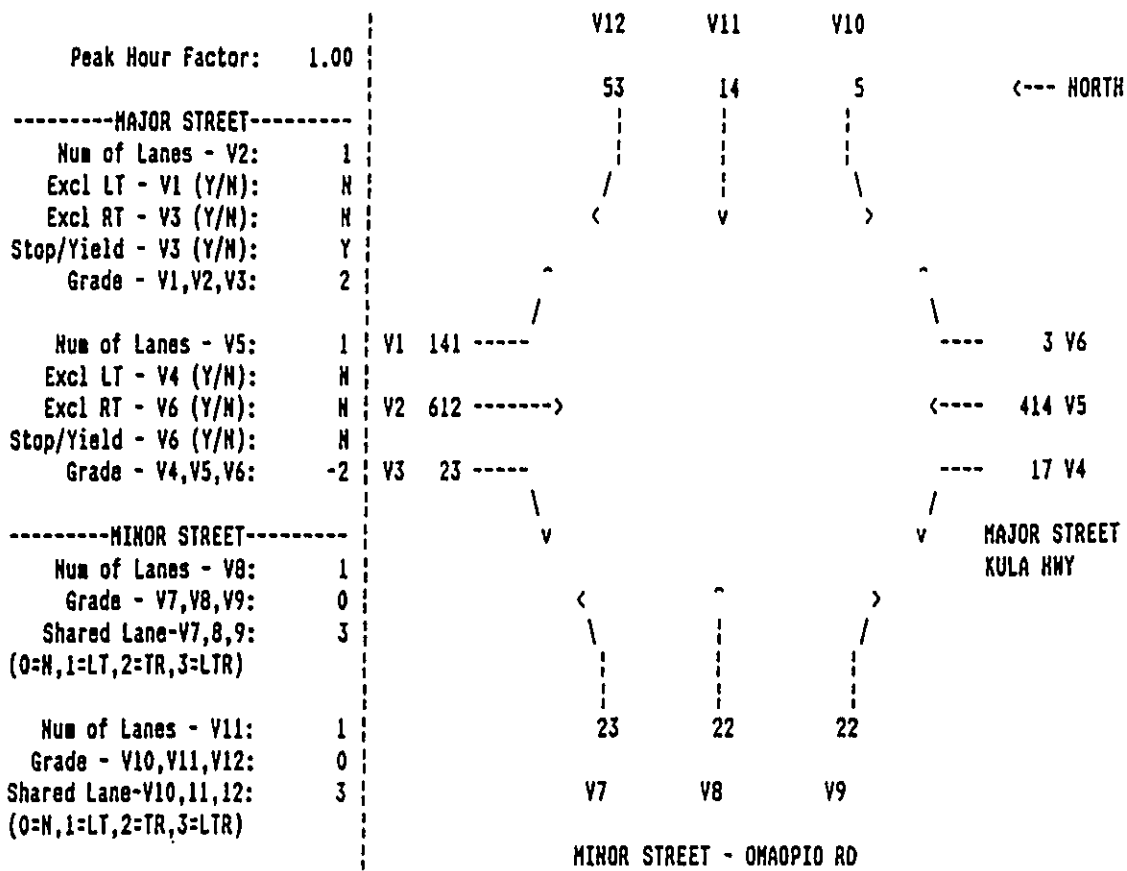 V12 V11 V10
Peak Hour Factor: 1.00
53 14 5 <--- NORTH
---------MAJOR STREET---------
Num of Lanes - V2: 1
Excl LT - V1 (Y/N): N
Excl RT - V3 (Y/N): N
Stop/Yield - V3 (Y/N): Y
Grade - V1,V2,V3: 2
Num of Lanes - V5: 1
V1 141 -----
---- 3 V6
Excl LT - V4 (Y/N): N
Excl RT - V6 (Y/N): N
V2 612 ------->
<---- 414 V5
Stop/Yield - V6 (Y/N): N
Grade - V4,V5,V6: -2
V3 23 -----
---- 17 V4
---------MINOR STREET---------
MAJOR STREET
Num of Lanes - V8: 1
KULA HWY
Grade - V7,V8,V9: 0
Shared Lane-V7,8,9: 3
(0=N,1=LT,2=TR,3=LTR)
Num of Lanes - V11: 1
23 22 22
Grade - V10,V11,V12: 0
Shared Lane-V10,11,12: 3
V7 V8 V9
(0=N,1=LT,2=TR,3=LTR)
MINOR STREET - OMAOPIO RD